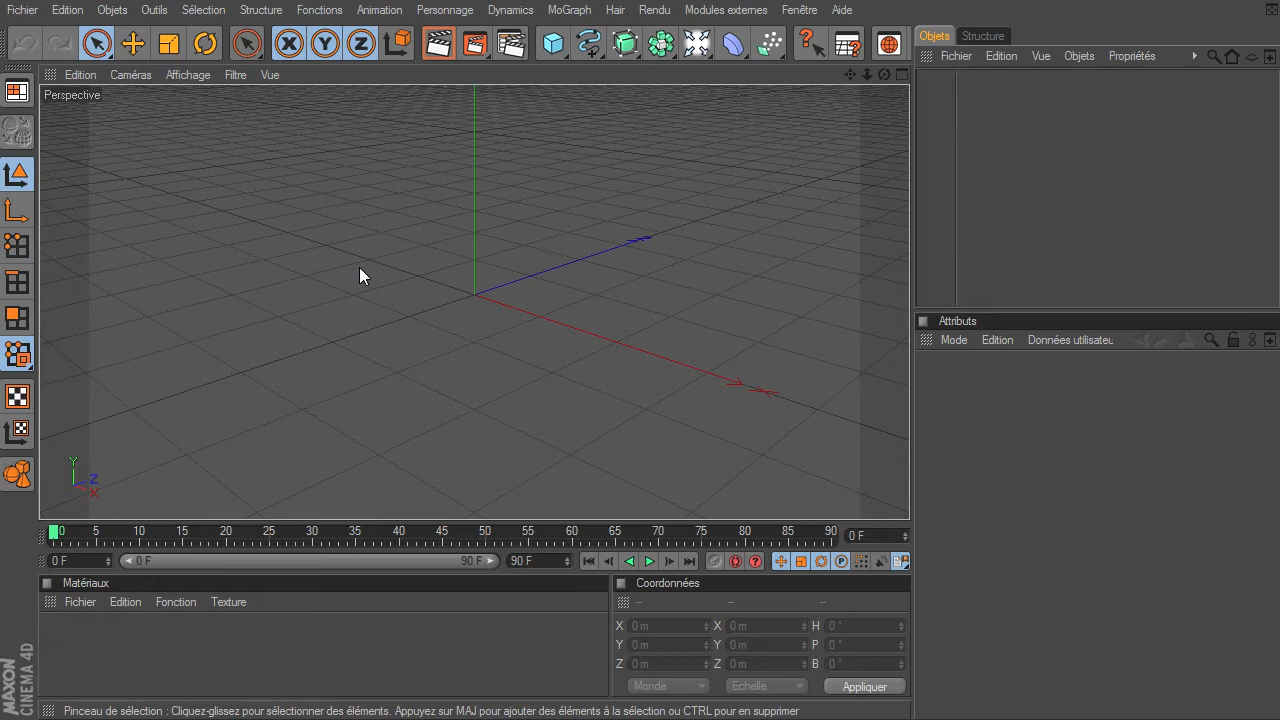 Fichier Edition Objets Outils Sélection Structure Fonctions Animation Personnage Dynamics MoGraph Hair Rendu Modules externes Fenêtre Aide
X Y Z
Objets Structure
Fichier Edition Vue Objets Propriétés
Edition Caméras Affichage Filtre Vue
Perspective
Attributs
Mode Edition Données utilisateu
Y
Z
X
0 5 10 15 20 25 30 35 40 45 50 55 60 65 70 75 80 85 90 0 F
0 F 0 F 90 F 90 F P
Matériaux Coordonnées
Fichier Edition Fonction Texture -- -- --
X 0 m X 0 m H 0 °
Y 0 m Y 0 m P 0 °
Z 0 m Z 0 m B 0 °
Monde Echelle Appliquer
MAXON CINEMA 4D
Pinceau de sélection : Cliquez-glissez pour sélectionner des éléments. Appuyez sur MAJ pour ajouter des éléments à la sélection ou CTRL pour en supprimer